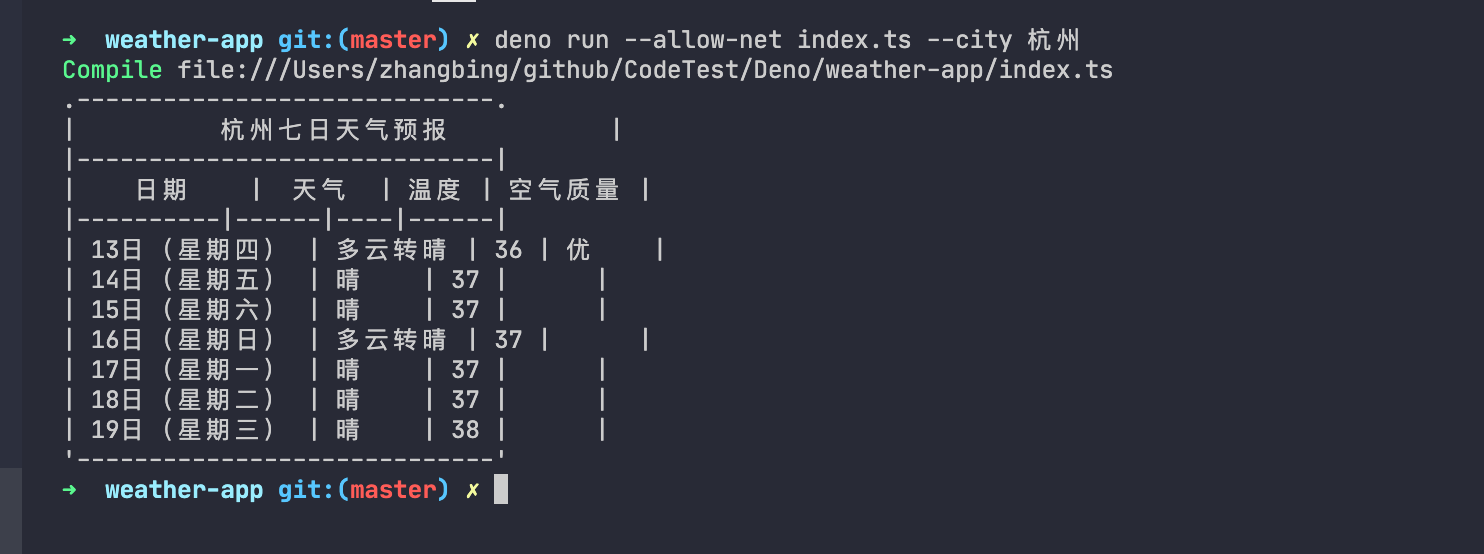 ➜  weather-app git:(master) ✗ deno run --allow-net index.ts --city 杭州
Compile file:///Users/zhangbing/github/CodeTest/Deno/weather-app/index.ts
.-----------------------------.
|          杭州七日天气预报           |
|-----------------------------|
|    日期    |  天气  | 温度 | 空气质量 |
|----------|------|----|------|
| 13日（星期四） | 多云转晴 | 36 | 优    |
| 14日（星期五） | 晴    | 37 |      |
| 15日（星期六） | 晴    | 37 |      |
| 16日（星期日） | 多云转晴 | 37 |      |
| 17日（星期一） | 晴    | 37 |      |
| 18日（星期二） | 晴    | 37 |      |
| 19日（星期三） | 晴    | 38 |      |
'-----------------------------'
➜  weather-app git:(master) ✗